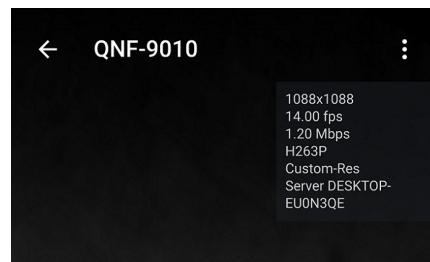 QNF-9010
1088x1088
14.00 fps
1.20 Mbps
H263P
Custom-Res
Server DESKTOP-
EU0N3QE